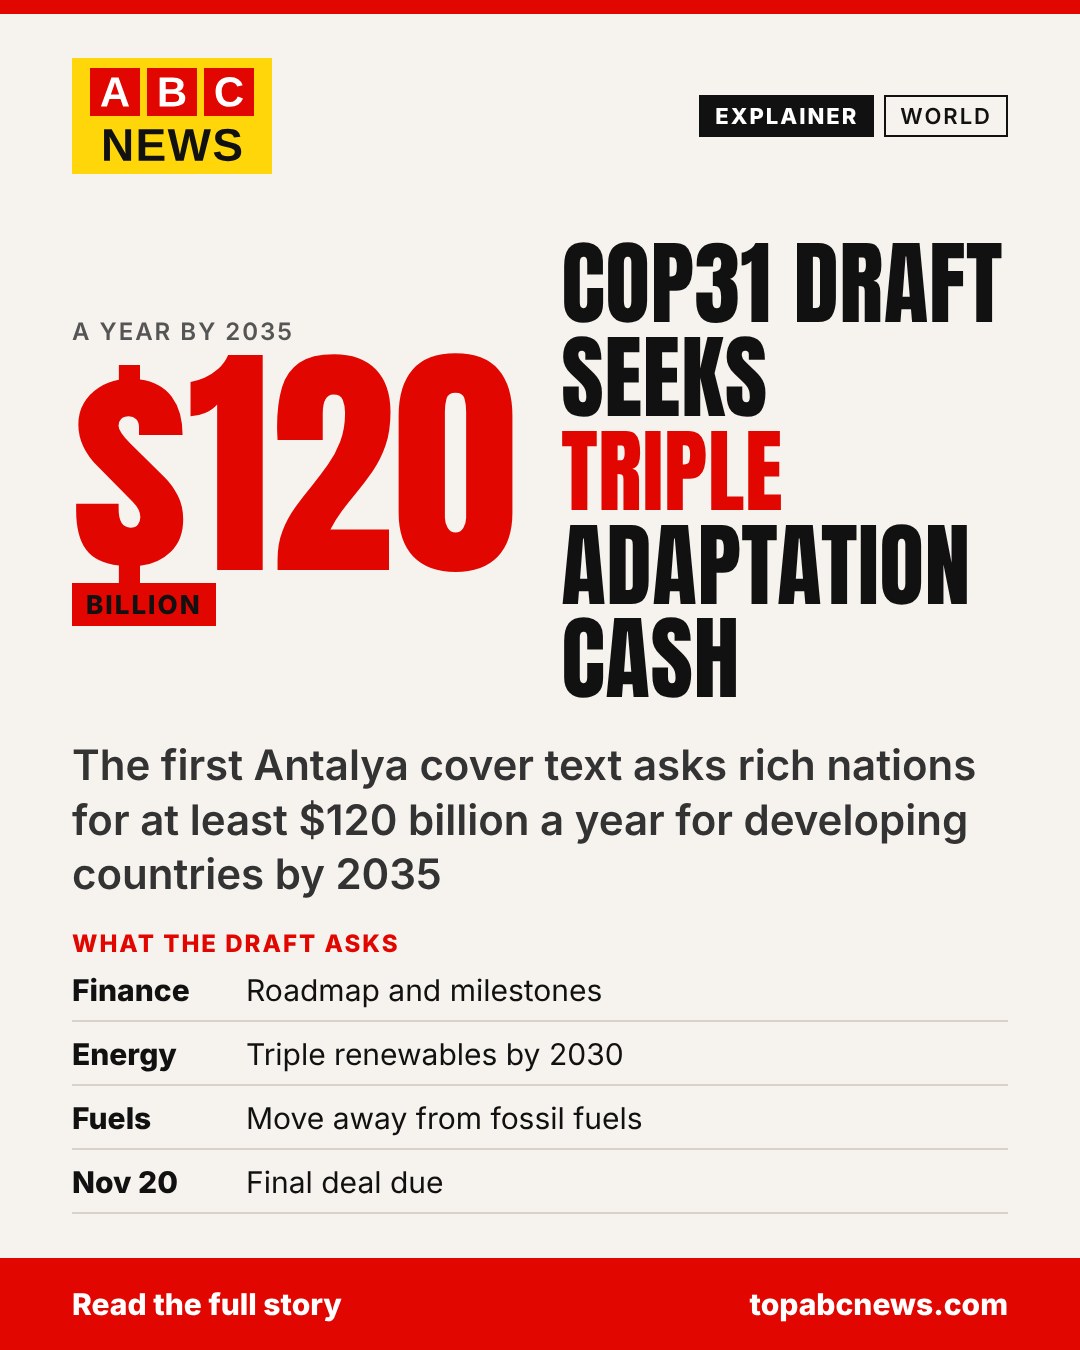 ABC
NEWS
EXPLAINER
WORLD
A YEAR BY 2035
$120
BILLION
COP31 DRAFT
SEEKS
TRIPLE
ADAPTATION
CASH
The first Antalya cover text asks rich nations
for at least $120 billion a year for developing
countries by 2035
WHAT THE DRAFT ASKS
Finance Roadmap and milestones
Energy Triple renewables by 2030
Fuels Move away from fossil fuels
Nov 20 Final deal due
Read the full story
topabcnews.com